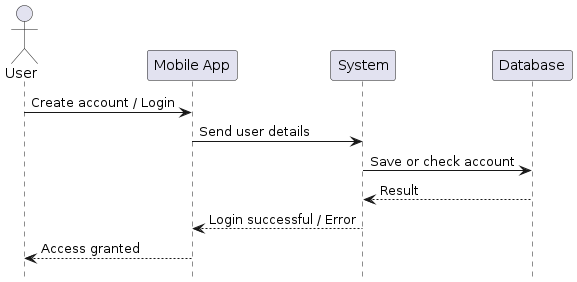 User
Mobile App
System
Database
Create account / Login
Send user details
Save or check account
Result
Login successful / Error
Access granted